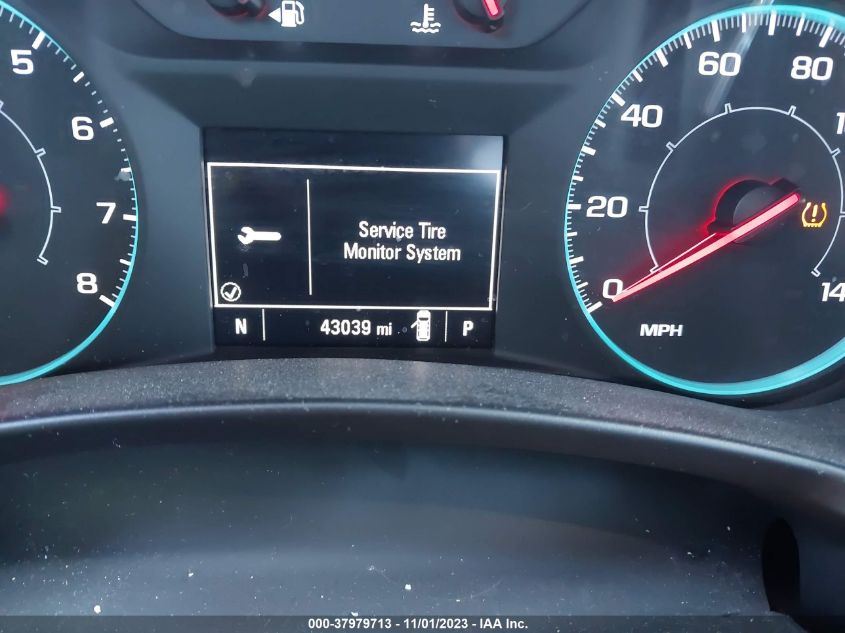 5
6
7
8
Service Tire
Monitor System
N 43039 mi P
0
20
40
60
80
MPH
000-37979713 - 11/01/2023 - IAA Inc.